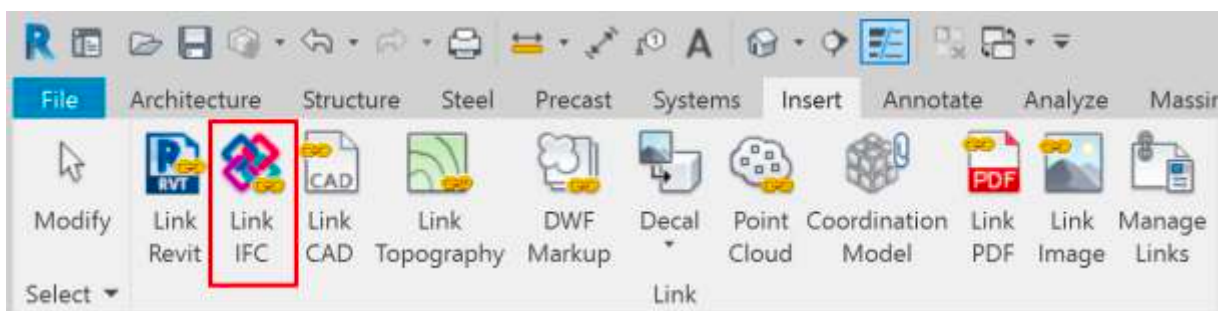 R A
File Architecture Structure Steel Precast Systems Insert Annotate Analyze Massin
R RVT CAD PDF
Modify Link Revit Link IFC Link CAD Link Topography DWF Markup Decal Point Cloud Coordination Model Link PDF Link Image Manage Links
Select Link